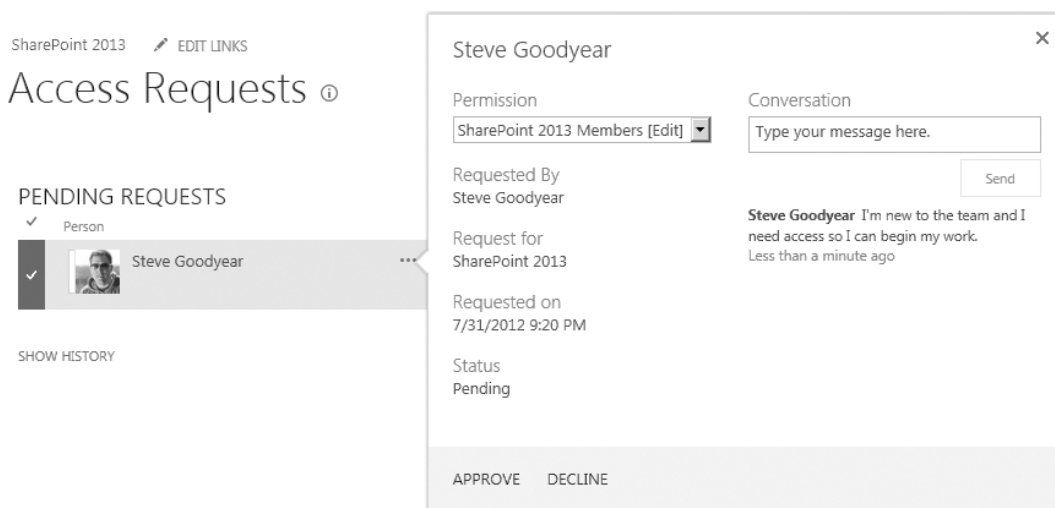 SharePoint 2013 EDIT LINKS
Access Requests
PENDING REQUESTS
Person
Steve Goodyear
SHOW HISTORY
Steve Goodyear
Permission
SharePoint 2013 Members [Edit]
Requested By
Steve Goodyear
Request for
SharePoint 2013
Requested on
7/31/2012 9:20 PM
Status
Pending
Conversation
Type your message here.
Send
Steve Goodyear I'm new to the team and I
need access so I can begin my work.
Less than a minute ago
APPROVE DECLINE